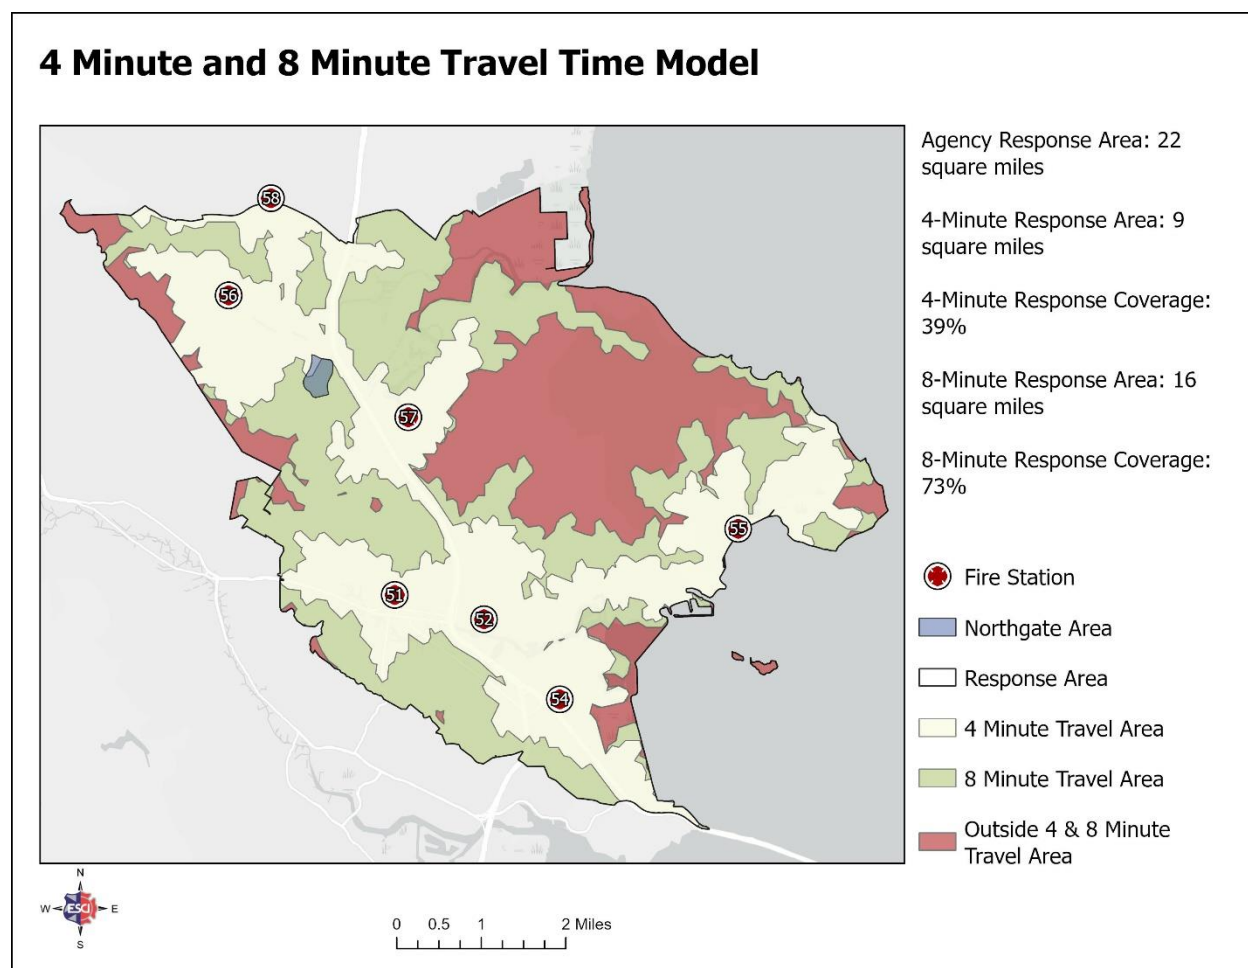 4 Minute and 8 Minute Travel Time Model
Agency Response Area: 22
square miles
4-Minute Response Area: 9
square miles
4-Minute Response Coverage:
39%
8-Minute Response Area: 16
square miles
8-Minute Response Coverage:
73%
58
56
57
55
51
52
54
Fire Station
Northgate Area
Response Area
4 Minute Travel Area
8 Minute Travel Area
Outside 4 & 8 Minute
Travel Area
N
W ESCI E
S
0 0.5 1 2 Miles